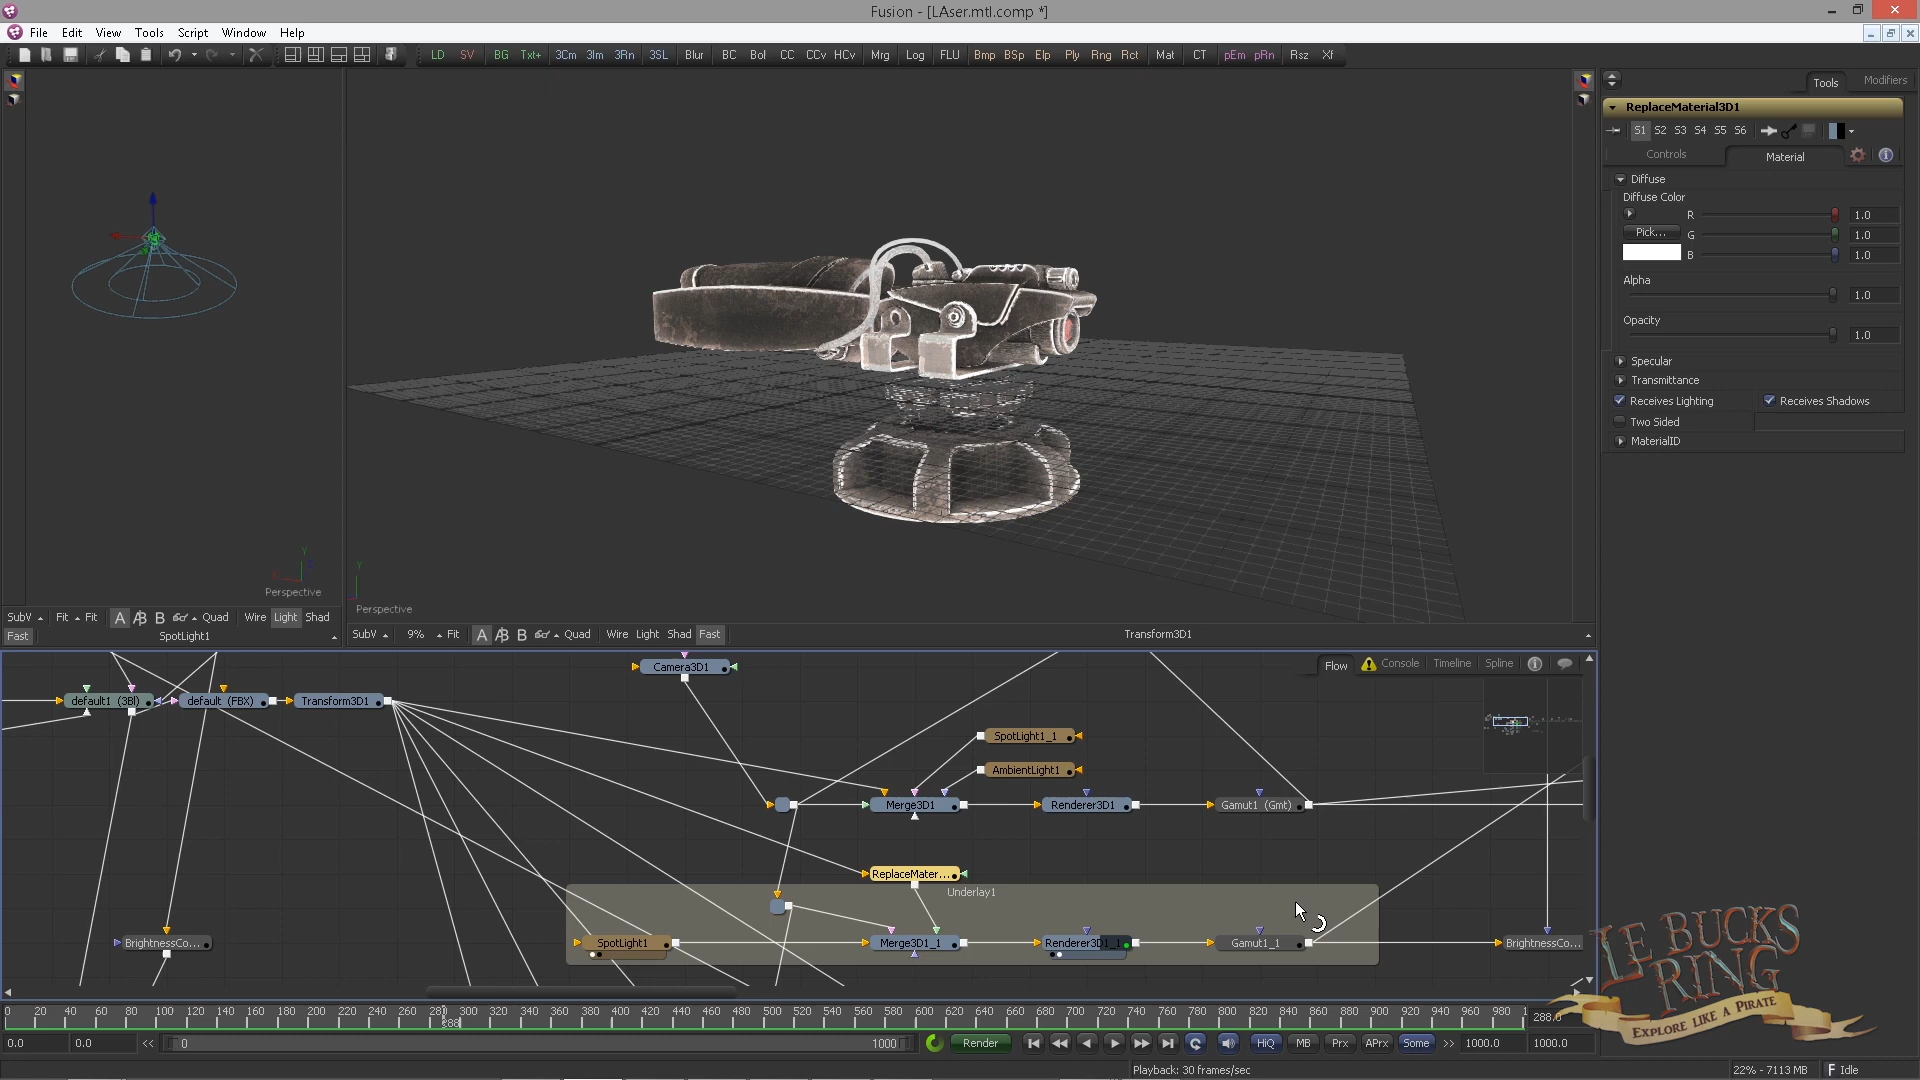 Fusion - [LAser.mtl.comp *]
File Edit View Tools Script Window Help
LD SV BG Txt+ 3Cm 3Im 3Rn 3SL Blur BC Bol CC CCv HCv Mrg Log FLU Bmp BSp Elp Ply Rng Rct Mat CT pEm pRn Rsz Xf
Tools Modifiers
ReplaceMaterial3D1
S1 S2 S3 S4 S5 S6
Controls Material
Diffuse
Diffuse Color
R 1.0
Pick... G 1.0
B 1.0
Alpha
1.0
Opacity
1.0
Specular
Transmittance
Receives Lighting Receives Shadows
Two Sided
MaterialID
Y
Perspective
Y
Perspective
SubV Fit Fit A B Quad Wire Light Shad
Fast SpotLight1
SubV 9% Fit A B Quad Wire Light Shad Fast Transform3D1
Flow Console Timeline Spline
Camera3D1
default1 (3Bl) default (FBX) Transform3D1
SpotLight1_1
AmbientLight1
Merge3D1 Renderer3D1 Gamut1 (Gmt)
ReplaceMater...
Underlay1
BrightnessCo... SpotLight1 Merge3D1_1 Renderer3D1_1 Gamut1_1 BrightnessCo...
LE BUCKS RING
EXPLORE LIKE A PIRATE
0 20 40 60 80 100 120 140 160 180 200 220 240 260 280 300 320 340 360 380 400 420 440 460 480 500 520 540 560 580 600 620 640 660 680 700 720 740 760 780 800 820 840 860 880 900 920 940 960 980 1
288 288.0
0.0 0.0 << 0 1000 Render HiQ MB Prx APrx Some >> 1000.0 1000.0
Playback: 30 frames/sec 22% - 7113 MB Idle